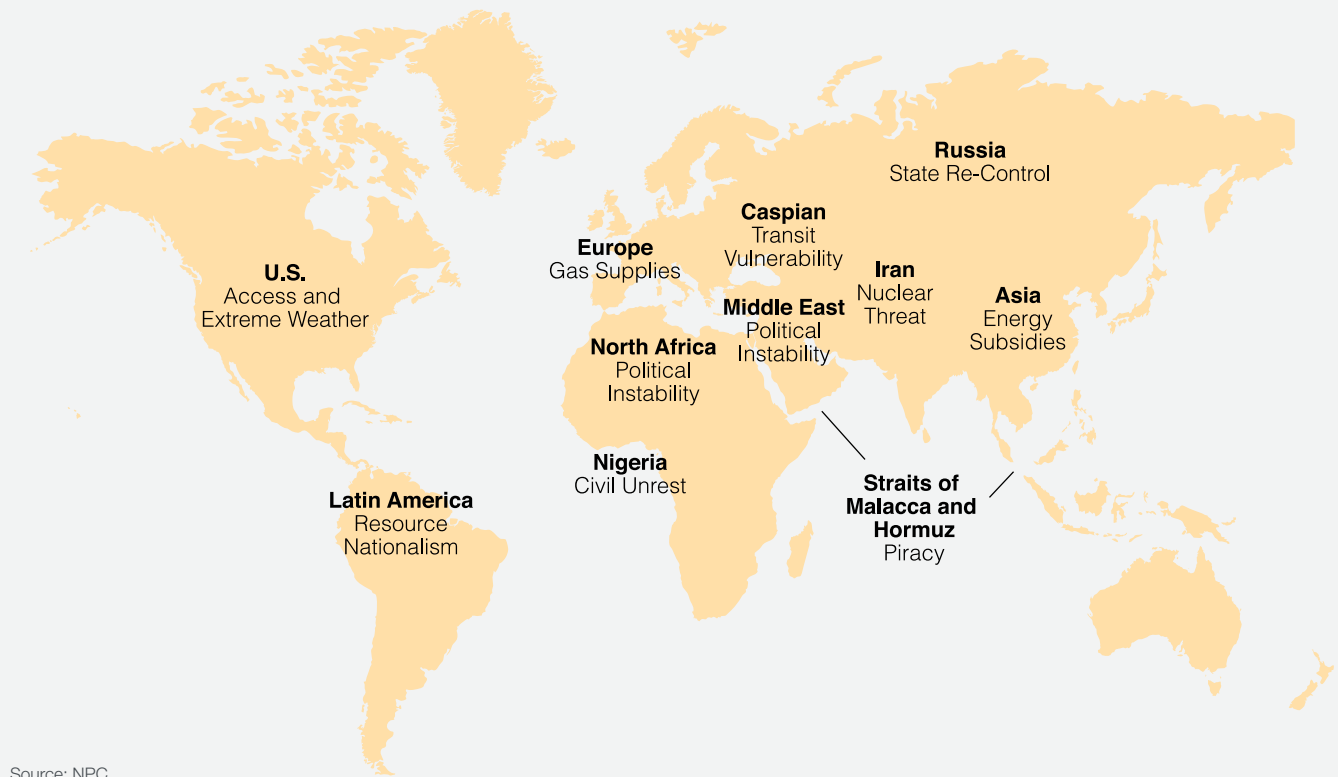 Russia
State Re-Control
Caspian
Transit
Vulnerability
Europe
Gas Supplies
U.S.
Access and
Extreme Weather
Iran
Nuclear
Threat
Asia
Energy
Subsidies
Middle East
Political
Instability
North Africa
Political
Instability
Nigeria
Civil Unrest
Straits of
Malacca and
Hormuz
Piracy
Latin America
Resource
Nationalism
Source: NPC